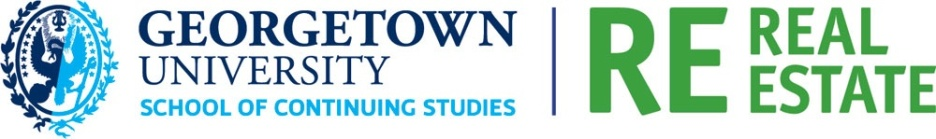 GEORGETOWN
UNIVERSITY
SCHOOL OF CONTINUING STUDIES
RE
REAL
ESTATE